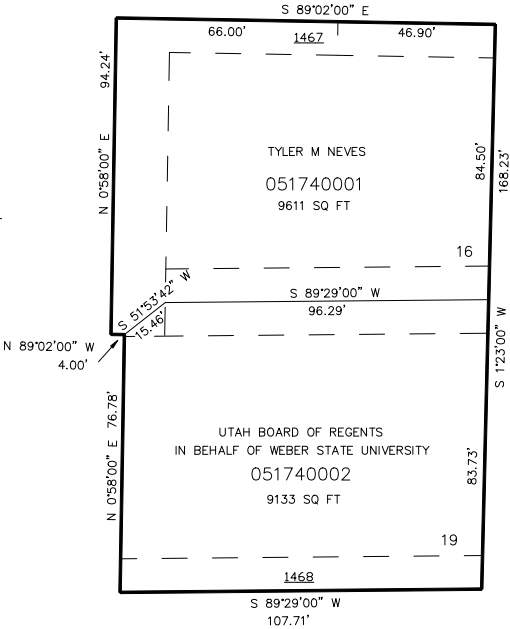 S 89°02'00" E
66.00'
1467
46.90'
94.24'
N 0°58'00" E
TYLER M NEVES
051740001
9611 SQ FT
84.50'
168.23'
16
S 51°53'42" W
15.46'
S 89°29'00" W
96.29'
N 89°02'00" W
4.00'
S 1°23'00" W
N 0°58'00" E 76.78'
UTAH BOARD OF REGENTS
IN BEHALF OF WEBER STATE UNIVERSITY
051740002
9133 SQ FT
83.73'
19
1468
S 89°29'00" W
107.71'